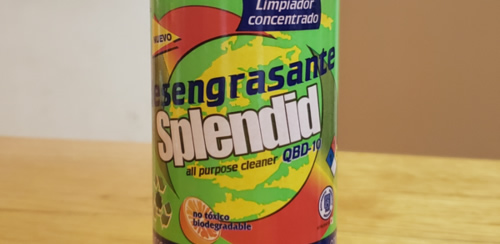 Limpiador
concentrado
NUEVO
esengrasante
Splendid
all purpose cleaner QBD-10
no tóxico
biodegradable